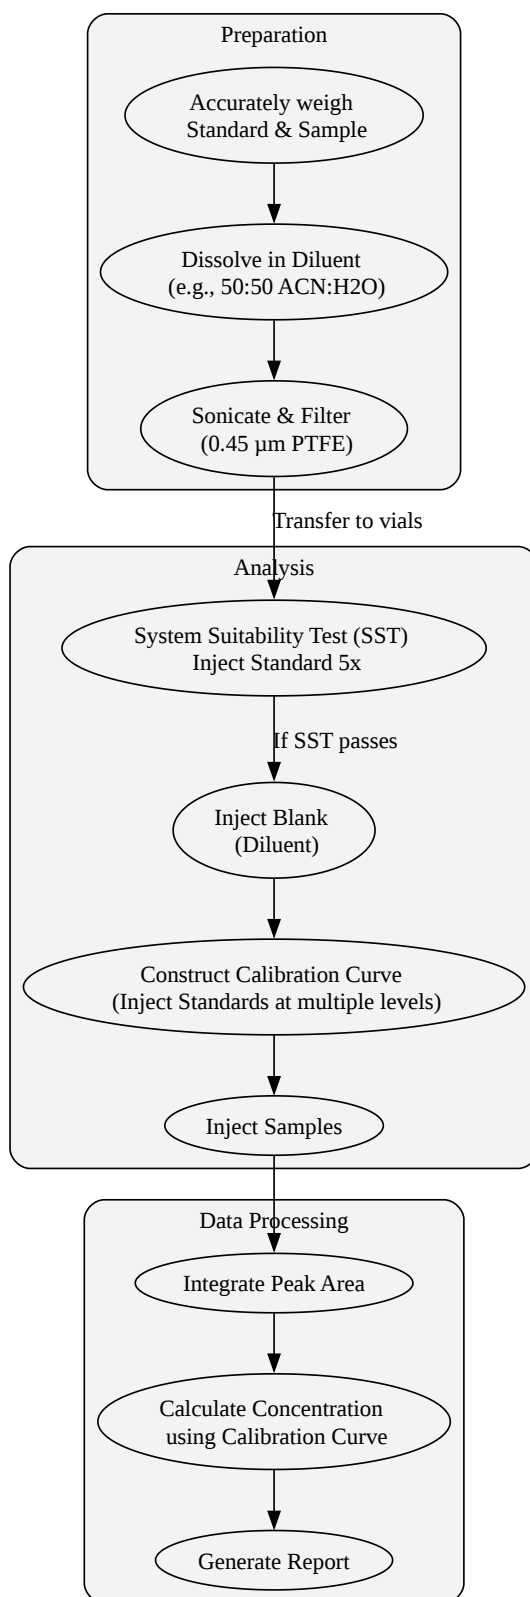 Preparation
Accurately weigh
Standard & Sample
Dissolve in Diluent
(e.g., 50:50 ACN:H2O)
Sonicate & Filter
(0.45 µm PTFE)
Transfer to vials
Analysis
System Suitability Test (SST)
Inject Standard 5x
If SST passes
Inject Blank
(Diluent)
Construct Calibration Curve
(Inject Standards at multiple levels)
Inject Samples
Data Processing
Integrate Peak Area
Calculate Concentration
using Calibration Curve
Generate Report